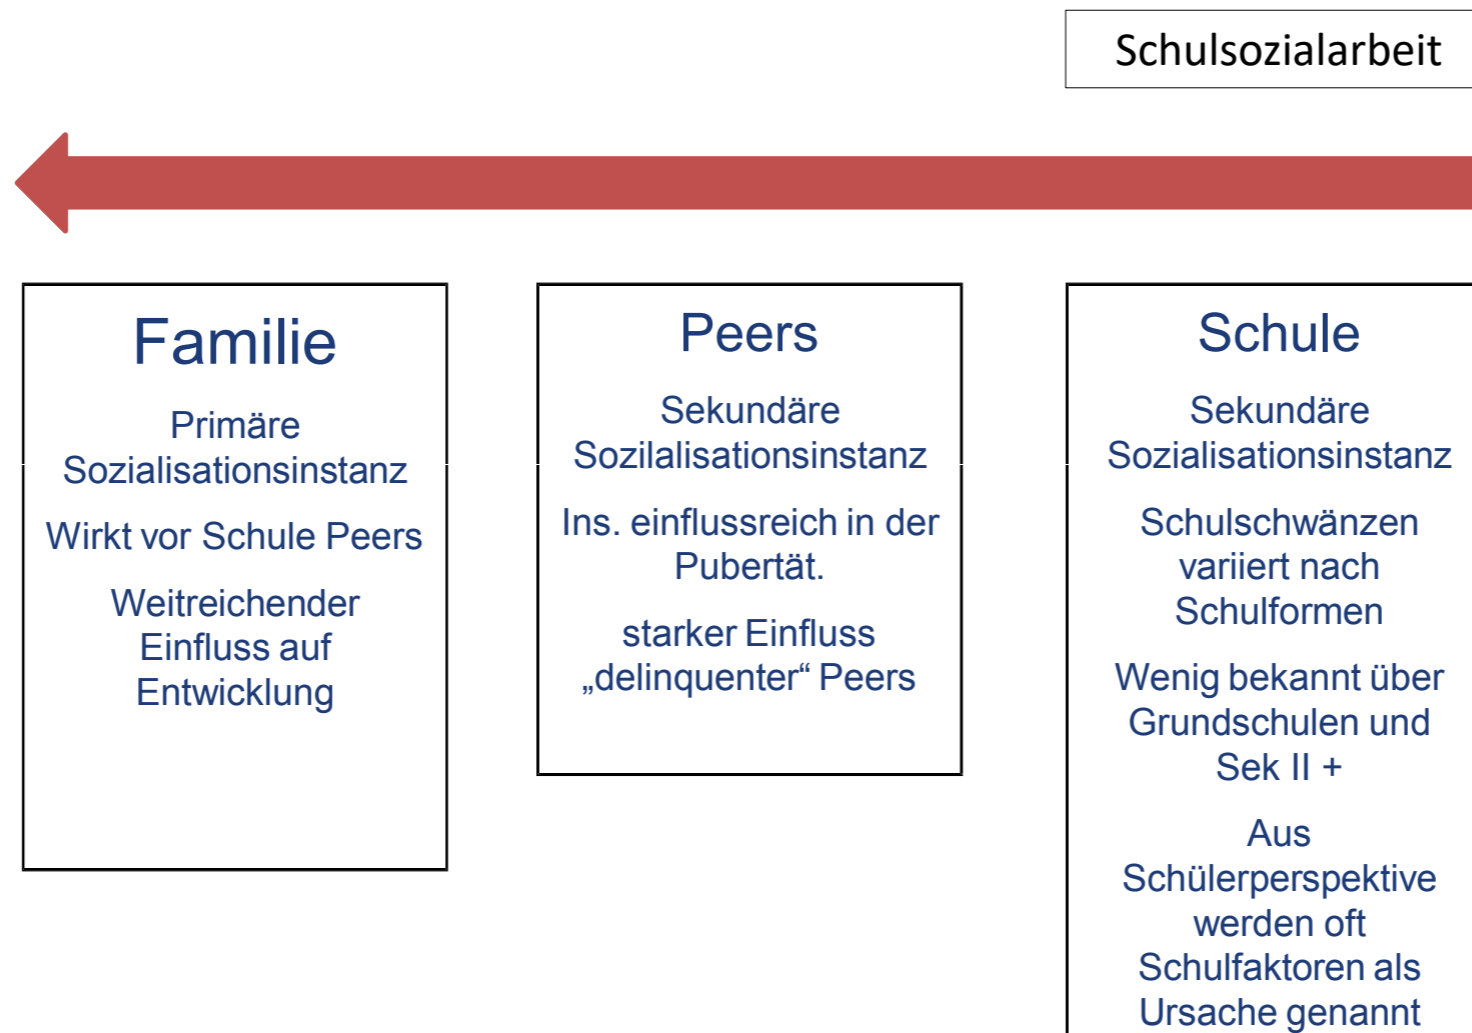 Schulsozialarbeit
Familie
Primäre
Sozialisationsinstanz
Wirkt vor Schule Peers
Weitreichender
Einfluss auf
Entwicklung
Peers
Sekundäre
Sozilalisationsinstanz
Ins. einflussreich in der
Pubertät.
starker Einfluss
„delinquenter“ Peers
Schule
Sekundäre
Sozialisationsinstanz
Schulschwänzen
variiert nach
Schulformen
Wenig bekannt über
Grundschulen und
Sek II +
Aus
Schülerperspektive
werden oft
Schulfaktoren als
Ursache genannt